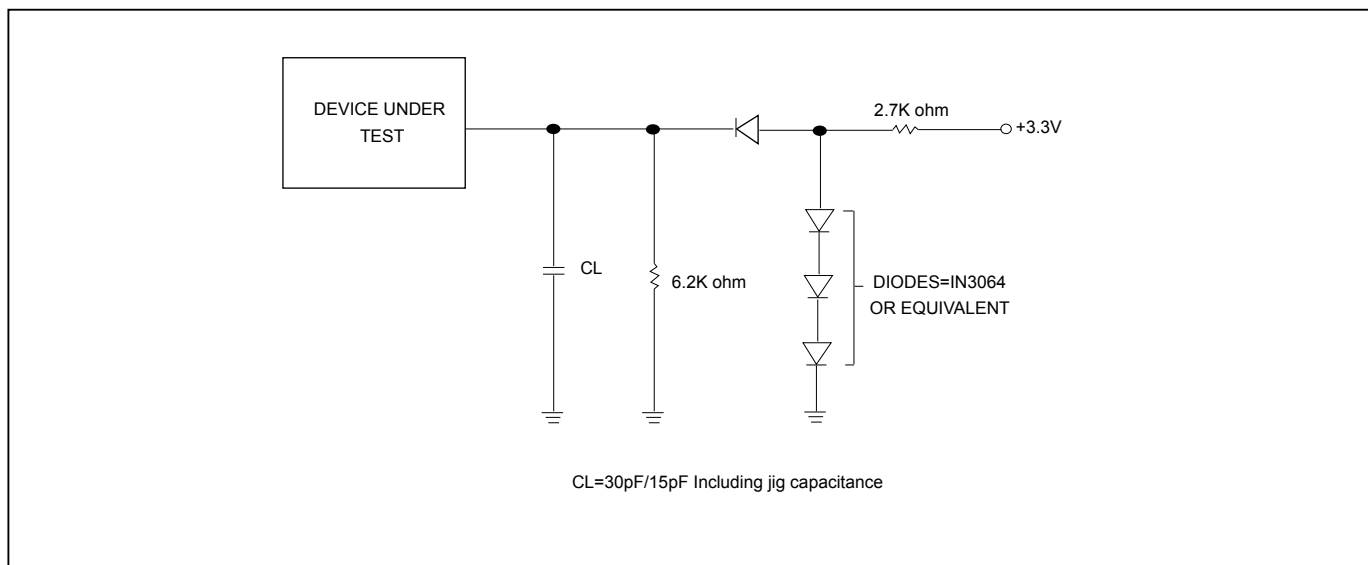 DEVICE UNDER
TEST
2.7K ohm
+3.3V
CL
6.2K ohm
DIODES=IN3064
OR EQUIVALENT
CL=30pF/15pF Including jig capacitance